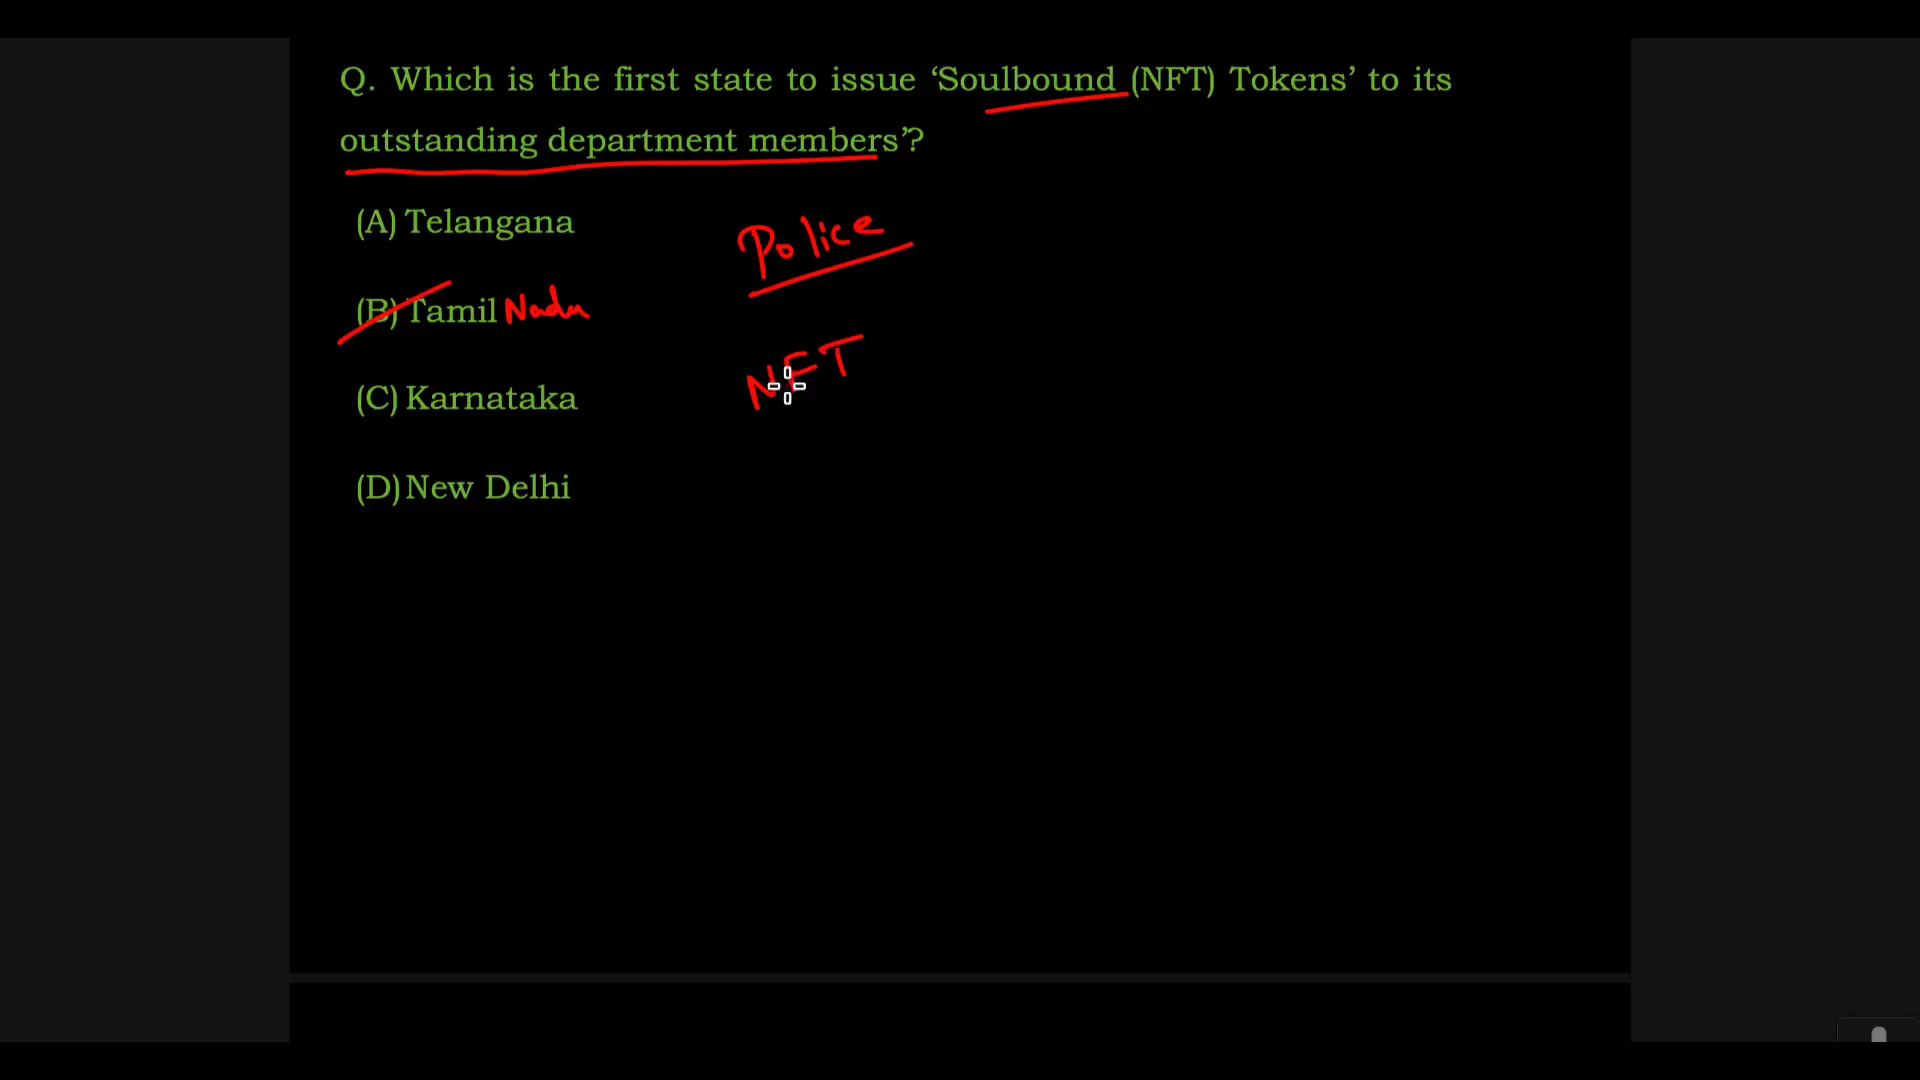 Q. Which is the first state to issue ‘Soulbound (NFT) Tokens’ to its
outstanding department members’?
(A) Telangana
Police
(B) Tamil Nadu
NFT
(C) Karnataka
(D) New Delhi